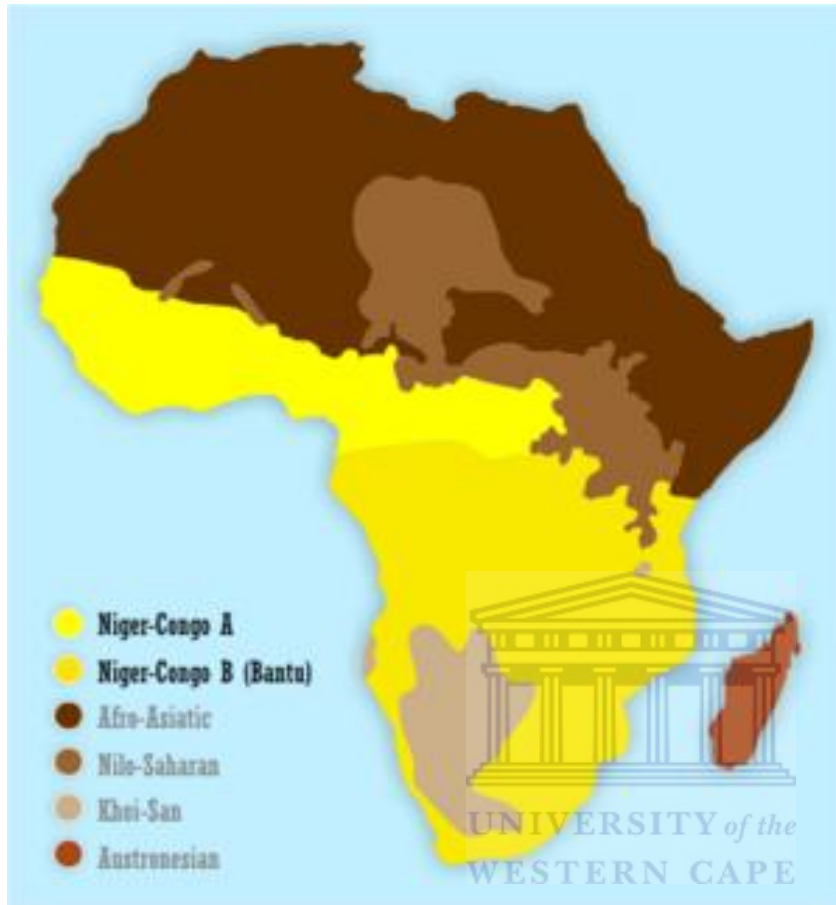 Niger-Congo A
Niger-Congo B (Bantu)
Afro-Asiatic
Nilo-Saharan
Khoi-San
Austronesian
UNIVERSITY of the
WESTERN CAPE